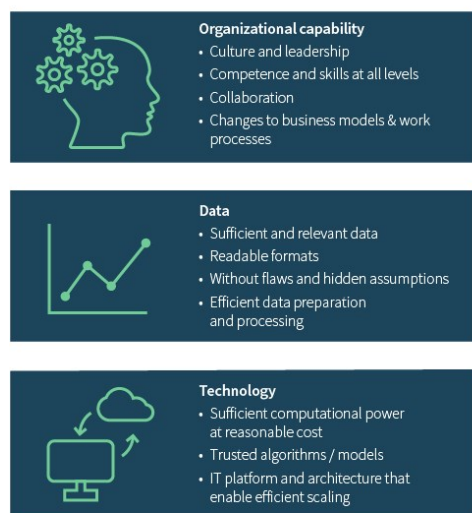 Organizational capability
• Culture and leadership
• Competence and skills at all levels
• Collaboration
• Changes to business models & work
processes
Data
• Sufficient and relevant data
• Readable formats
• Without flaws and hidden assumptions
• Efficient data preparation
and processing
Technology
• Sufficient computational power
at reasonable cost
• Trusted algorithms / models
• IT platform and architecture that
enable efficient scaling